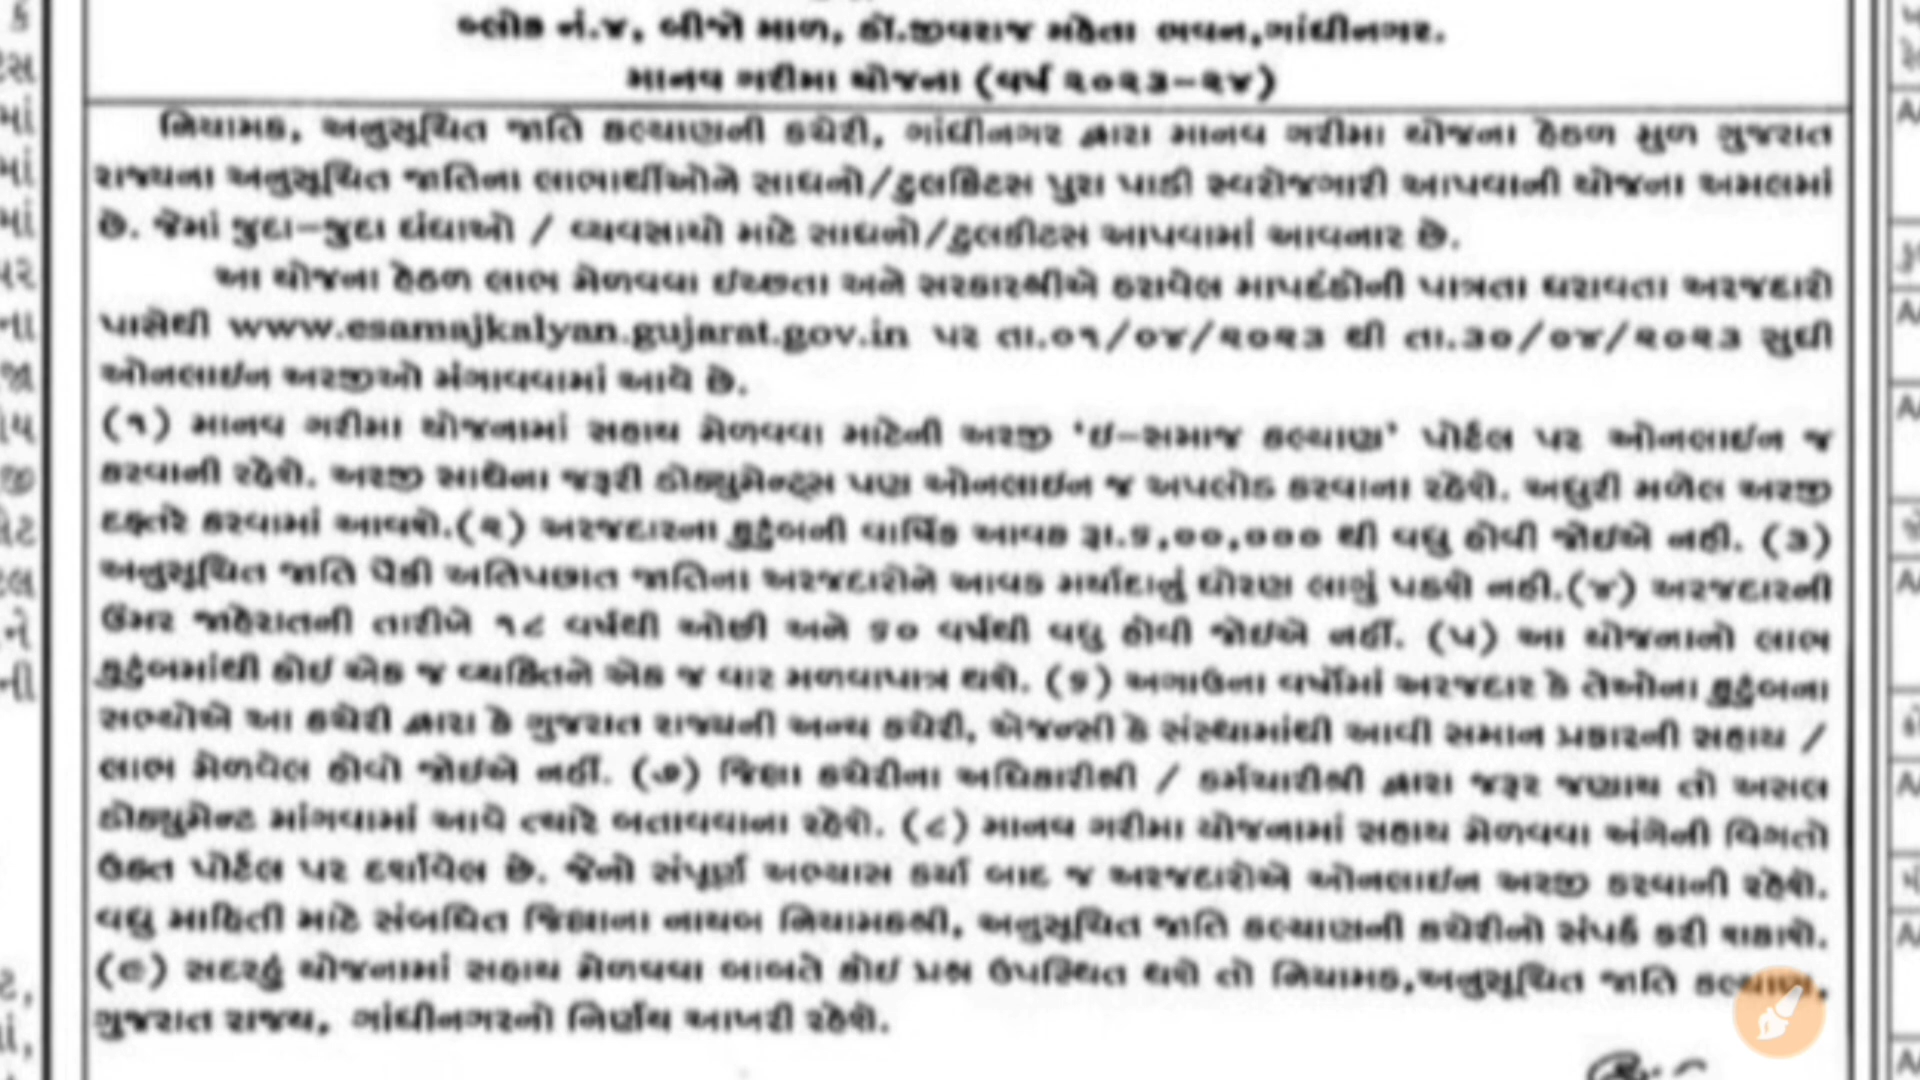 બ્લોક નં.૪, બીજો માળ, ડૉ.જીવરાજ મહેતા ભવન,ગાંધીનગર.
માનવ ગરીમા યોજના (વર્ષ ૨૦૨૩-૨૪)
નિયામક, અનુસૂચિત જાતિ કલ્યાણની કચેરી, ગાંધીનગર દ્વારા માનવ ગરીમા યોજના હેઠળ મુળ ગુજરાત
રાજ્યના અનુસૂચિત જાતિના લાભાર્થીઓને સાધનો/ટુલકિટસ પુરા પાડી સ્વરોજગારી આપવાની યોજના અમલમાં
છે. જેમાં જુદા-જુદા ધંધાઓ / વ્યવસાયો માટે સાધનો/ટુલકીટસ આપવામાં આવનાર છે.
આ યોજના હેઠળ લાભ મેળવવા ઇચ્છતા અને સરકારશ્રીએ ઠરાવેલ માપદંડોની પાત્રતા ધરાવતા અરજદારો
પાસેથી www.esamajkalyan.gujarat.gov.in પર તા.૦૧/૦૪/૨૦૨૩ થી તા.૩૦/૦૪/૨૦૨૩ સુધી
ઓનલાઇન અરજીઓ મંગાવવામાં આવે છે.
(૧) માનવ ગરીમા યોજનામાં સહાય મેળવવા માટેની અરજી 'ઇ-સમાજ કલ્યાણ' પોર્ટલ પર ઓનલાઇન જ
કરવાની રહેશે. અરજી સાથેના જરૂરી ડોક્યુમેન્ટ્સ પણ ઓનલાઇન જ અપલોડ કરવાના રહેશે. અધુરી મળેલ અરજી
દફતરે કરવામાં આવશે.(૨) અરજદારના કુટુંબની વાર્ષિક આવક રૂા.૬,૦૦,૦૦૦ થી વધુ હોવી જોઇએ નહી. (૩)
અનુસૂચિત જાતિ પૈકી અતિપછાત જાતિના અરજદારોને આવક મર્યાદાનું ધોરણ લાગું પડશે નહી.(૪) અરજદારની
ઉંમર જાહેરાતની તારીખે ૧૮ વર્ષથી ઓછી અને ૬૦ વર્ષથી વધુ હોવી જોઇએ નહીં. (૫) આ યોજનાનો લાભ
કુટુંબમાંથી કોઇ એક જ વ્યકિતને એક જ વાર મળવાપાત્ર થશે. (૬) અગાઉના વર્ષોમાં અરજદાર કે તેઓના કુટુંબના
સભ્યોએ આ કચેરી દ્વારા કે ગુજરાત રાજ્યની અન્ય કચેરી, એજન્સી કે સંસ્થામાંથી આવી સમાન પ્રકારની સહાય /
લાભ મેળવેલ હોવો જોઇએ નહીં. (૭) જિલ્લા કચેરીના અધિકારીશ્રી / કર્મચારીશ્રી દ્વારા જરૂર જણાય તો અસલ
ડોક્યુમેન્ટ માંગવામાં આવે ત્યારે બતાવવાના રહેશે. (૮) માનવ ગરીમા યોજનામાં સહાય મેળવવા અંગેની વિગતો
ઉક્ત પોર્ટલ પર દર્શાવેલ છે. જેનો સંપૂર્ણ અભ્યાસ કર્યા બાદ જ અરજદારોએ ઓનલાઇન અરજી કરવાની રહેશે.
વધુ માહિતી માટે સંબધિત જિલ્લાના નાયબ નિયામકશ્રી, અનુસૂચિત જાતિ કલ્યાણની કચેરીનો સંપર્ક કરી શકાશે.
(૯) સદરહું યોજનામાં સહાય મેળવવા બાબતે કોઇ પ્રશ્ન ઉપસ્થિત થશે તો નિયામક,અનુસૂચિત જાતિ કલ્યાણ,
ગુજરાત રાજ્ય, ગાંધીનગરનો નિર્ણય આખરી રહેશે.